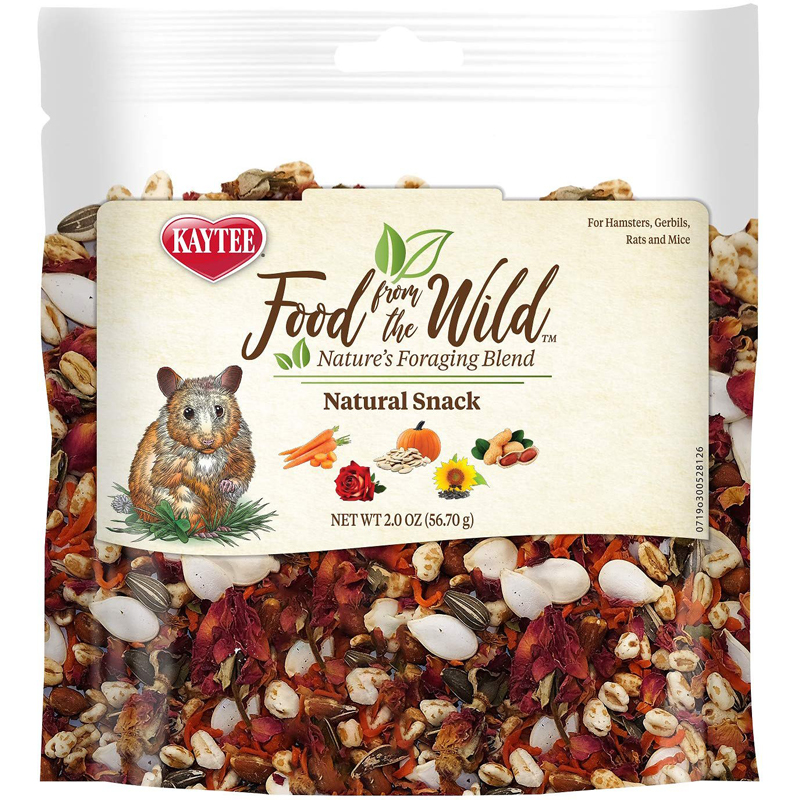 For Hamsters, Gerbils,
Rats and Mice
KAYTEE®
Food from the Wild™
Nature's Foraging Blend
Natural Snack
NET WT 2.0 OZ (56.70 g)
0719o300528126